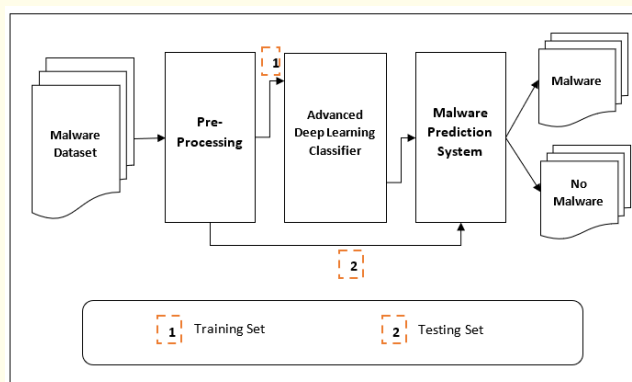 Malware
Dataset
Pre-
Processing
1
Advanced
Deep Learning
Classifier
Malware
Prediction
System
Malware
No
Malware
2
1 Training Set
2 Testing Set